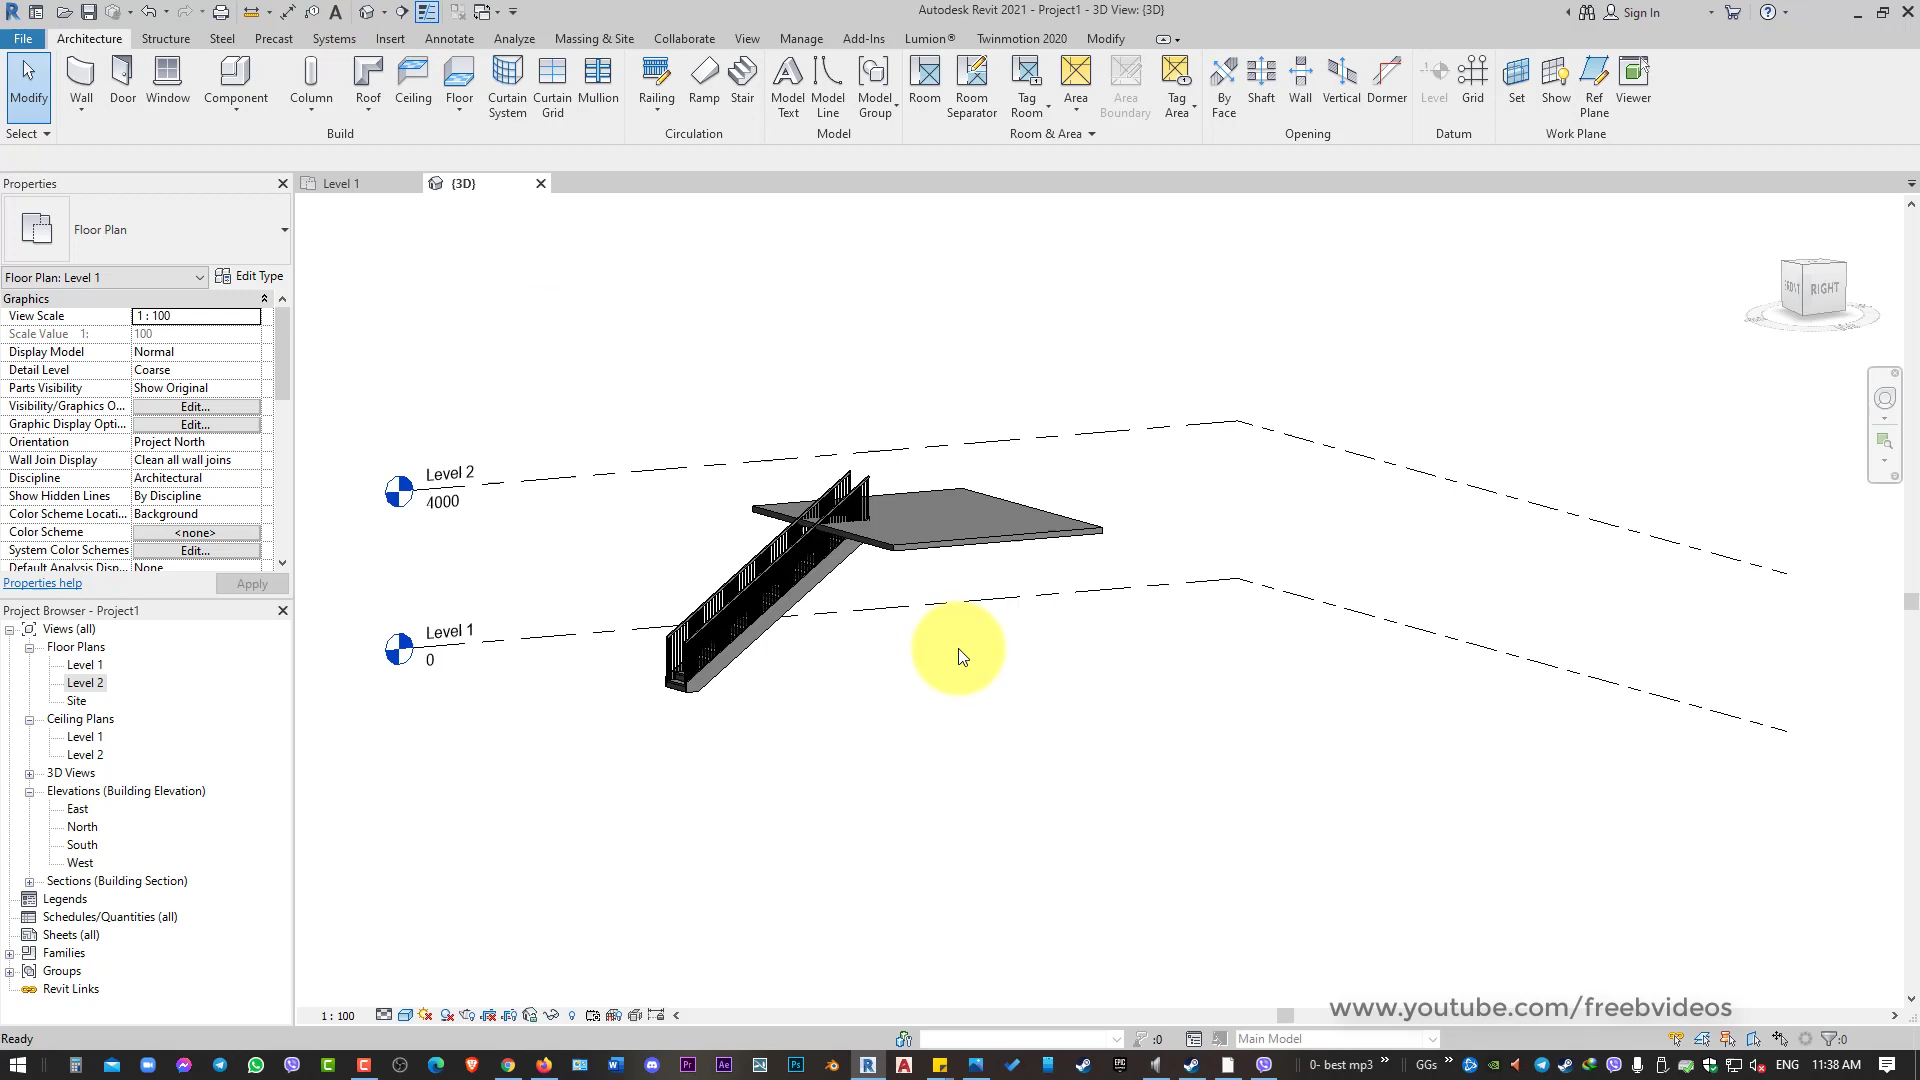 Autodesk Revit 2021 - Project1 - 3D View: {3D}
Sign In
File
Architecture
Structure
Steel
Precast
Systems
Insert
Annotate
Analyze
Massing & Site
Collaborate
View
Manage
Add-Ins
Lumion®
Twinmotion 2020
Modify
Modify
Wall
Door
Window
Component
Column
Roof
Ceiling
Floor
Curtain System
Curtain Grid
Mullion
Railing
Ramp
Stair
Model Text
Model Line
Model Group
Room
Room Separator
Tag Room
Area
Area Boundary
Tag Area
By Face
Shaft
Wall
Vertical
Dormer
Level
Grid
Set
Show
Ref Plane
Viewer
Select
Build
Circulation
Model
Room & Area
Opening
Datum
Work Plane
Properties
Floor Plan
Floor Plan: Level 1
Edit Type
Graphics
View Scale 1 : 100
Scale Value 1: 100
Display Model Normal
Detail Level Coarse
Parts Visibility Show Original
Visibility/Graphics O... Edit...
Graphic Display Opti... Edit...
Orientation Project North
Wall Join Display Clean all wall joins
Discipline Architectural
Show Hidden Lines By Discipline
Color Scheme Locati... Background
Color Scheme <none>
System Color Schemes Edit...
Default Analysis Disp... None
Properties help
Apply
Project Browser - Project1
Views (all)
Floor Plans
Level 1
Level 2
Site
Ceiling Plans
Level 1
Level 2
3D Views
Elevations (Building Elevation)
East
North
South
West
Sections (Building Section)
Legends
Schedules/Quantities (all)
Sheets (all)
Families
Groups
Revit Links
Level 1
{3D}
FRONT
RIGHT
Level 2
4000
Level 1
0
1 : 100
www.youtube.com/freebvideos
Ready
:0
Main Model
:0
0- best mp3
GGs
ENG
11:38 AM